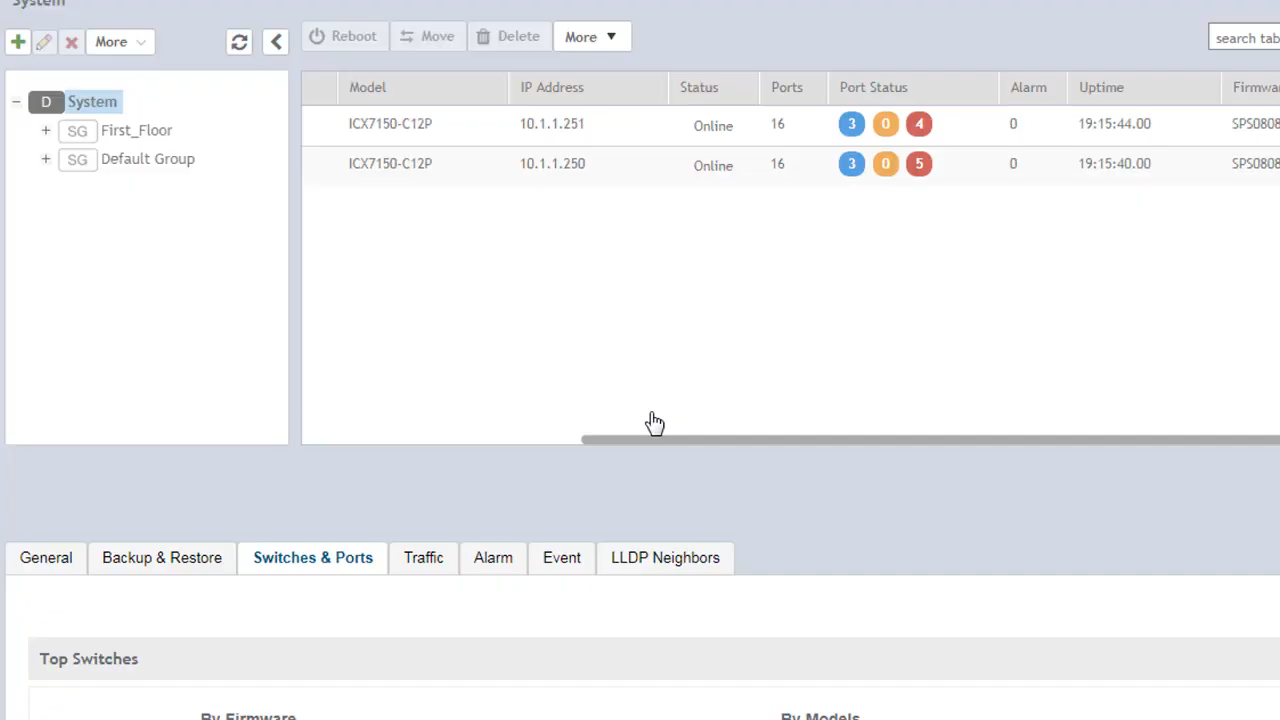 System
More
Reboot Move Delete More
search tab
D System
SG First_Floor
SG Default Group
Model IP Address Status Ports Port Status Alarm Uptime Firmwa
ICX7150-C12P 10.1.1.251 Online 16 3 0 4 0 19:15:44.00 SPS0808
ICX7150-C12P 10.1.1.250 Online 16 3 0 5 0 19:15:40.00 SPS0808
General Backup & Restore Switches & Ports Traffic Alarm Event LLDP Neighbors
Top Switches
By Firmware By Models